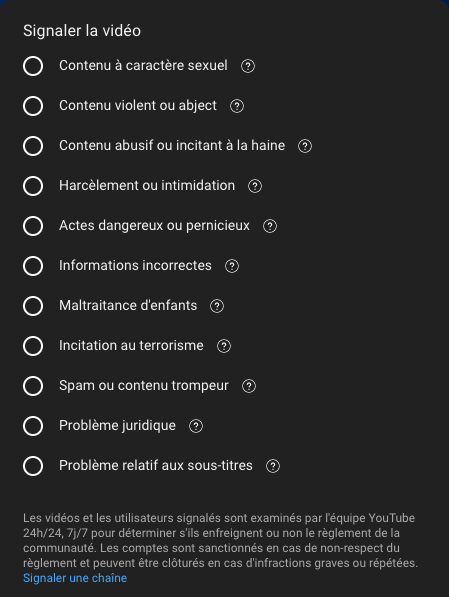 Signaler la vidéo
Contenu à caractère sexuel ?
Contenu violent ou abject ?
Contenu abusif ou incitant à la haine ?
Harcèlement ou intimidation ?
Actes dangereux ou pernicieux ?
Informations incorrectes ?
Maltraitance d'enfants ?
Incitation au terrorisme ?
Spam ou contenu trompeur ?
Problème juridique ?
Problème relatif aux sous-titres ?
Les vidéos et les utilisateurs signalés sont examinés par l'équipe YouTube
24h/24, 7j/7 pour déterminer s'ils enfreignent ou non le règlement de la
communauté. Les comptes sont sanctionnés en cas de non-respect du
règlement et peuvent être clôturés en cas d'infractions graves ou répétées.
Signaler une chaîne